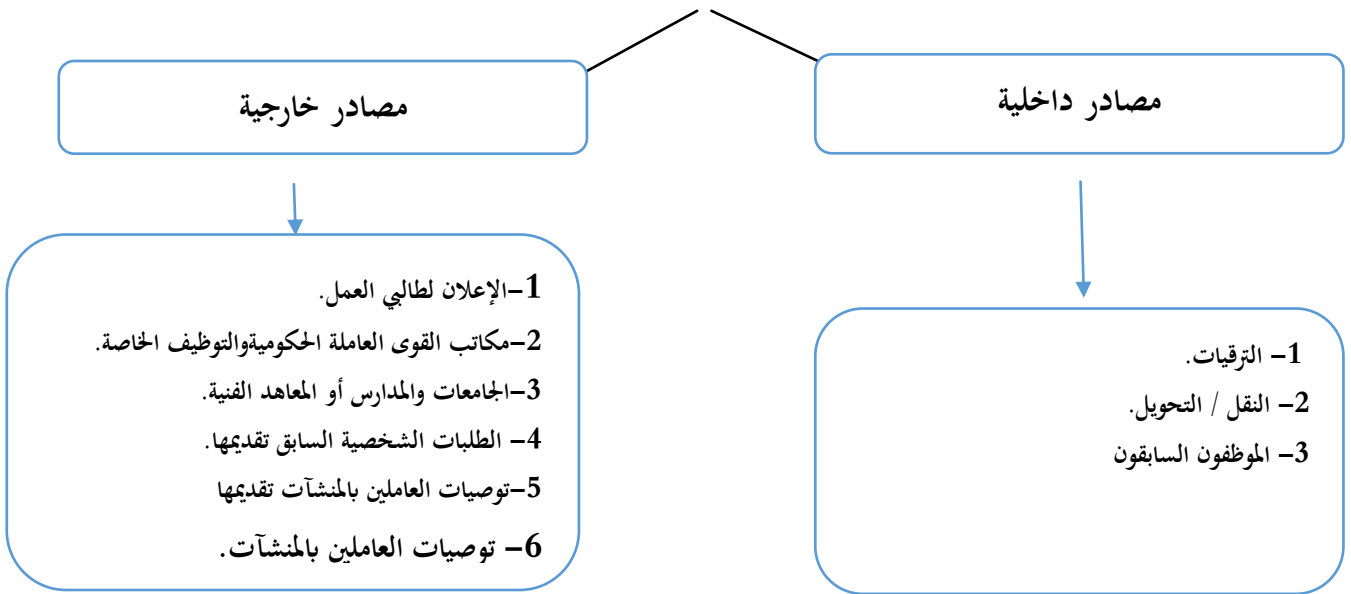 مصادر داخلية
1- الترقيات.
2- النقل / التحويل.
3- الموظفون السابقون
مصادر خارجية
1-الإعلان لطالبي العمل.
2-مكاتب القوى العاملة الحكوميةوالتوظيف الخاصة.
3-الجامعات والمدارس أو المعاهد الفنية.
4- الطلبات الشخصية السابق تقديمها.
5-توصيات العاملين بالمنشآت تقديمها
6- توصيات العاملين بالمنشآت.